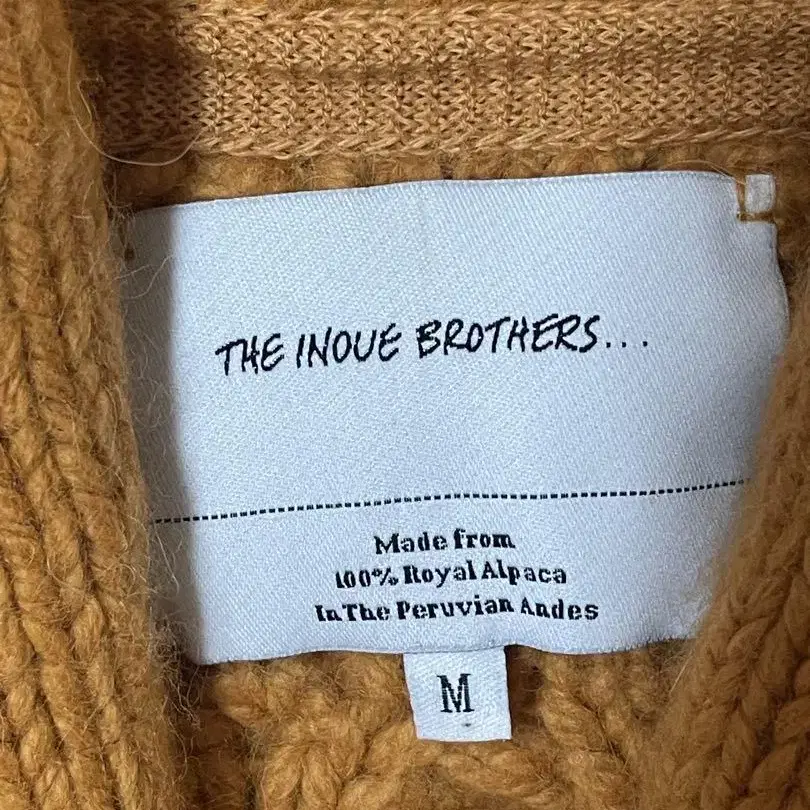 THE INOUE BROTHERS...
Made from
100% Royal Alpaca
In The Peruvian Andes
M